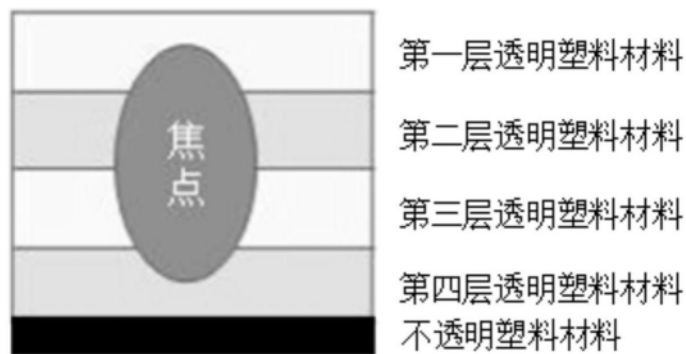 第一层透明塑料材料
焦
点
第二层透明塑料材料
第三层透明塑料材料
第四层透明塑料材料
不透明塑料材料